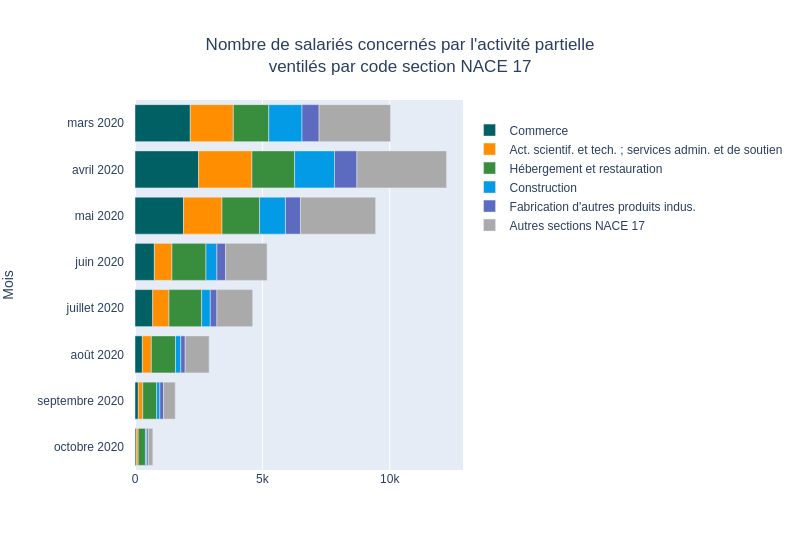 Nombre de salariés concernés par l'activité partielle
ventilés par code section NACE 17
Mois
mars 2020
avril 2020
mai 2020
juin 2020
juillet 2020
août 2020
septembre 2020
octobre 2020
0
5k
10k
Commerce
Act. scientif. et tech. ; services admin. et de soutien
Hébergement et restauration
Construction
Fabrication d'autres produits indus.
Autres sections NACE 17